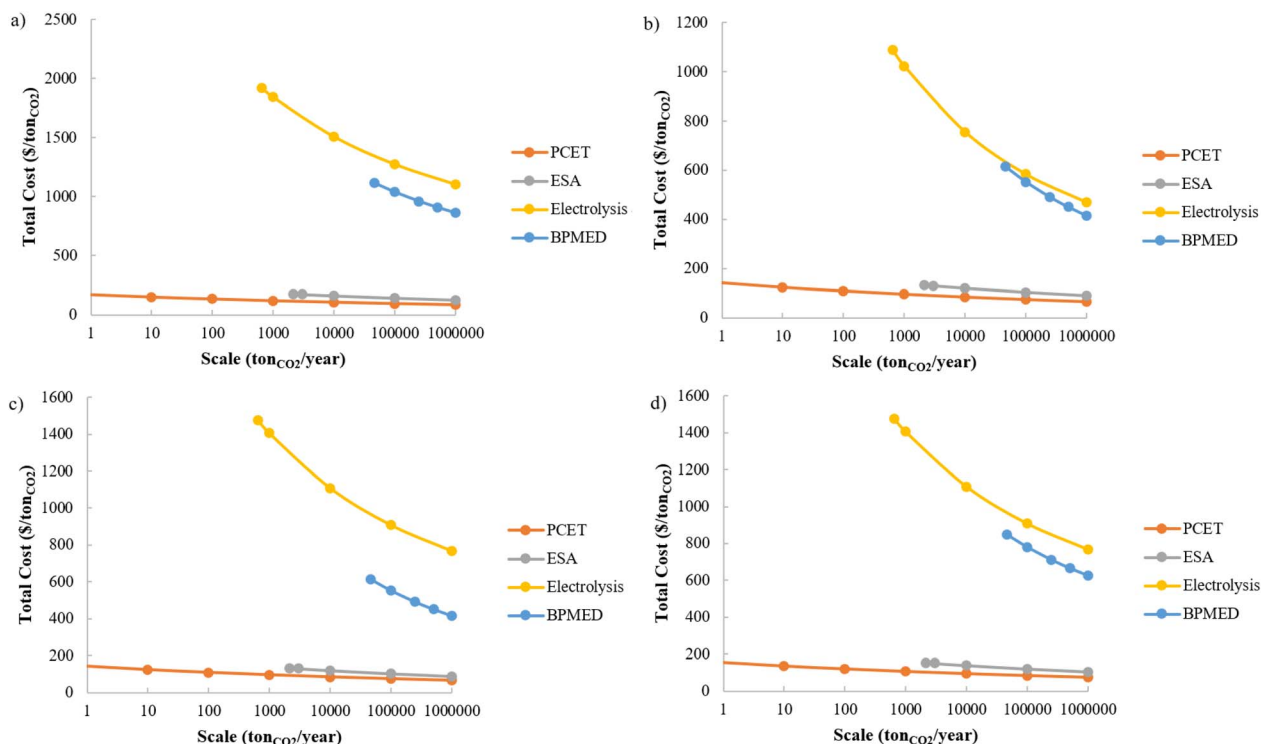 a)
Total Cost ($/tonCO2)
2500
2000
1500
1000
500
0
1 10 100 1000 10000 100000 1000000
Scale (tonCO2/year)
PCET
ESA
Electrolysis
BPMED
b)
Total Cost ($/tonCO2)
1200
1000
800
600
400
200
0
1 10 100 1000 10000 100000 1000000
Scale (tonCO2/year)
PCET
ESA
Electrolysis
BPMED
c)
Total Cost ($/tonCO2)
1600
1400
1200
1000
800
600
400
200
0
1 10 100 1000 10000 100000 1000000
Scale (tonCO2/year)
PCET
ESA
Electrolysis
BPMED
d)
Total Cost ($/tonCO2)
1600
1400
1200
1000
800
600
400
200
0
1 10 100 1000 10000 100000 1000000
Scale (tonCO2/year)
PCET
ESA
Electrolysis
BPMED